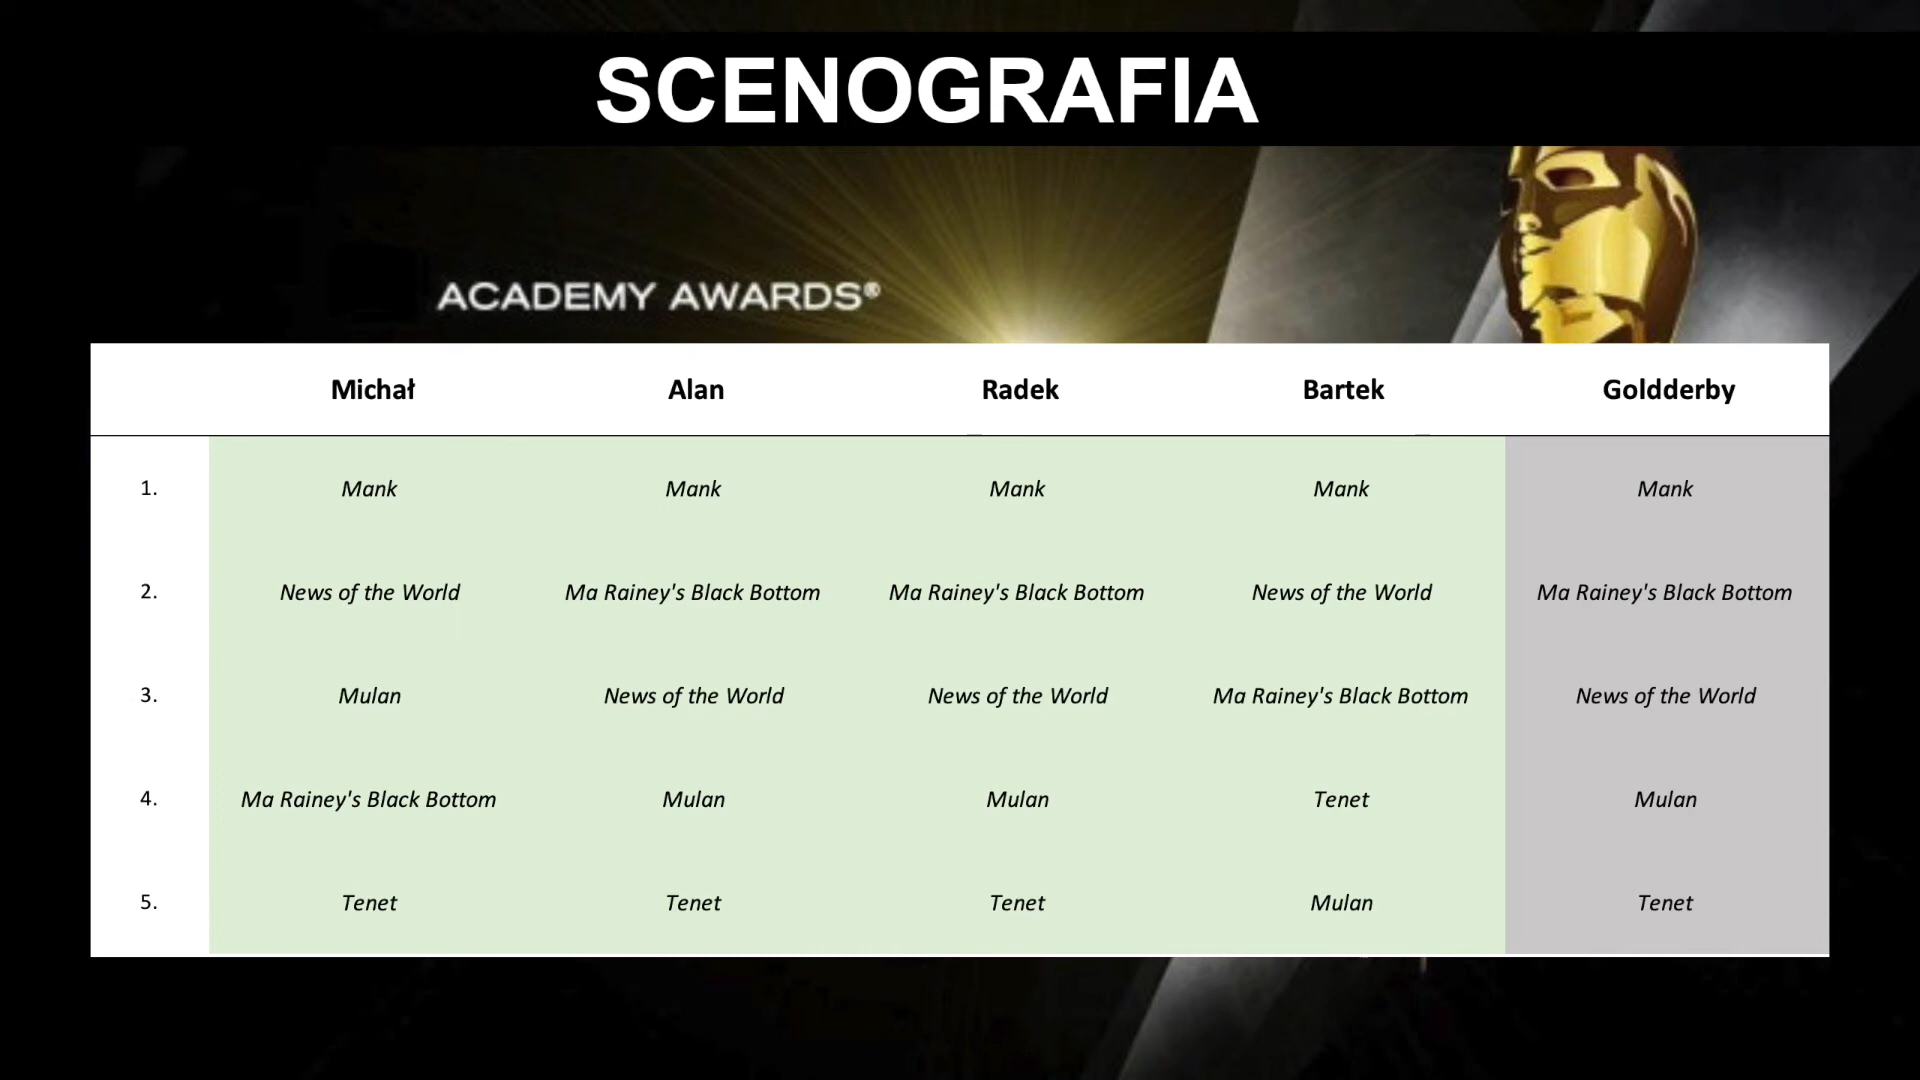 SCENOGRAFIA
ACADEMY AWARDS®
Michał Alan Radek Bartek Goldderby
1. Mank Mank Mank Mank Mank
2. News of the World Ma Rainey's Black Bottom Ma Rainey's Black Bottom News of the World Ma Rainey's Black Bottom
3. Mulan News of the World News of the World Ma Rainey's Black Bottom News of the World
4. Ma Rainey's Black Bottom Mulan Mulan Tenet Mulan
5. Tenet Tenet Tenet Mulan Tenet